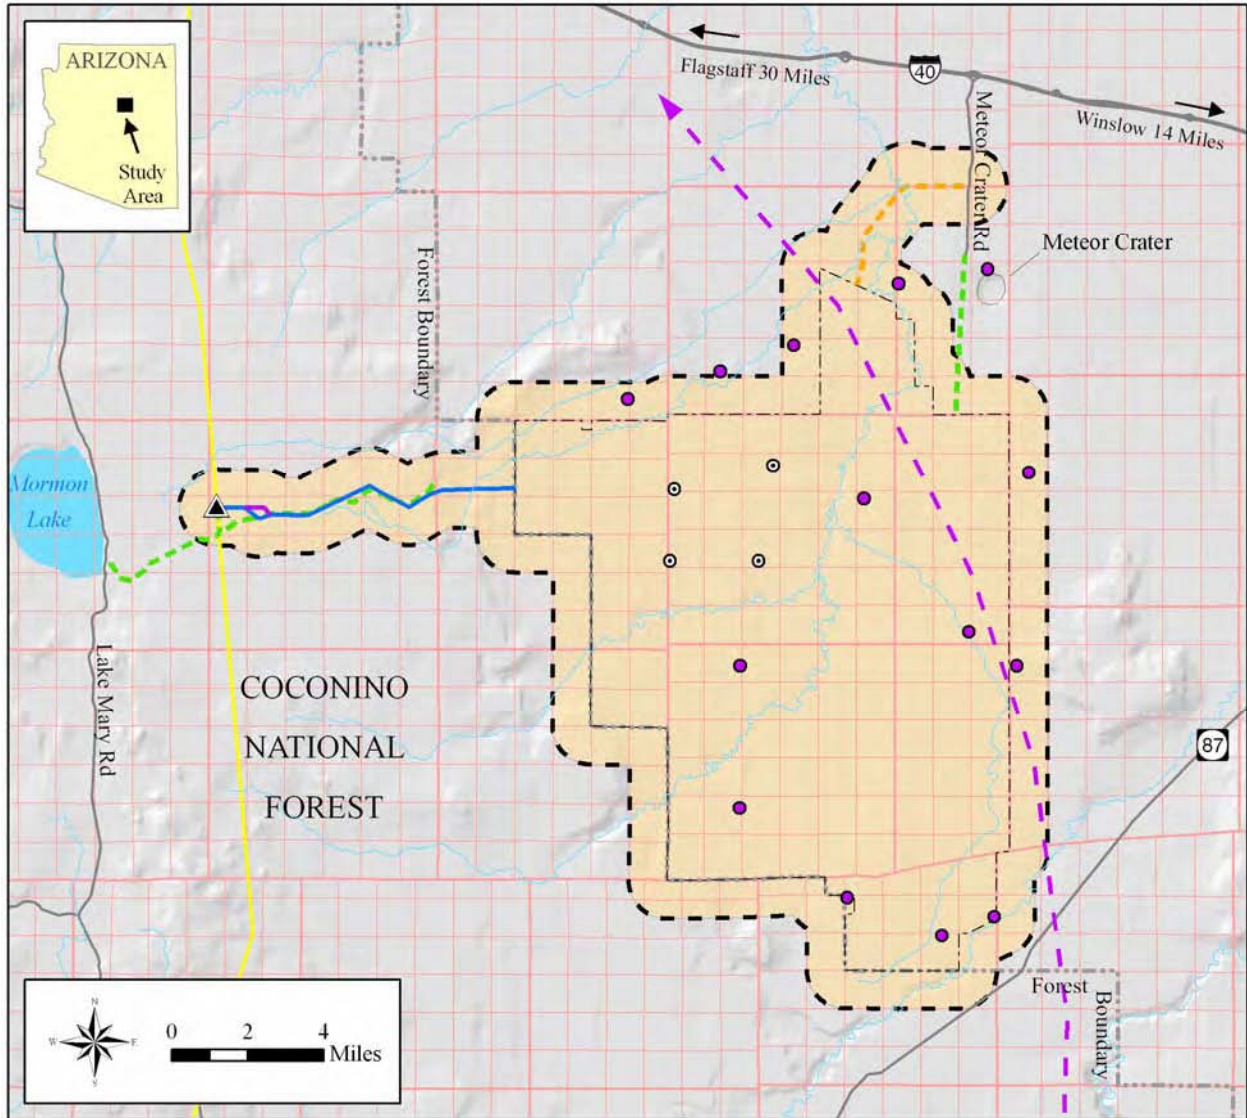 ARIZONA
Study
Area
Flagstaff 30 Miles
40
Winslow 14 Miles
Meteor Crater Rd
Meteor Crater
Forest Boundary
Mormon
Lake
Lake Mary Rd
COCONINO
NATIONAL
FOREST
87
Forest
Boundary
N
W
E
S
0 2 4
Miles